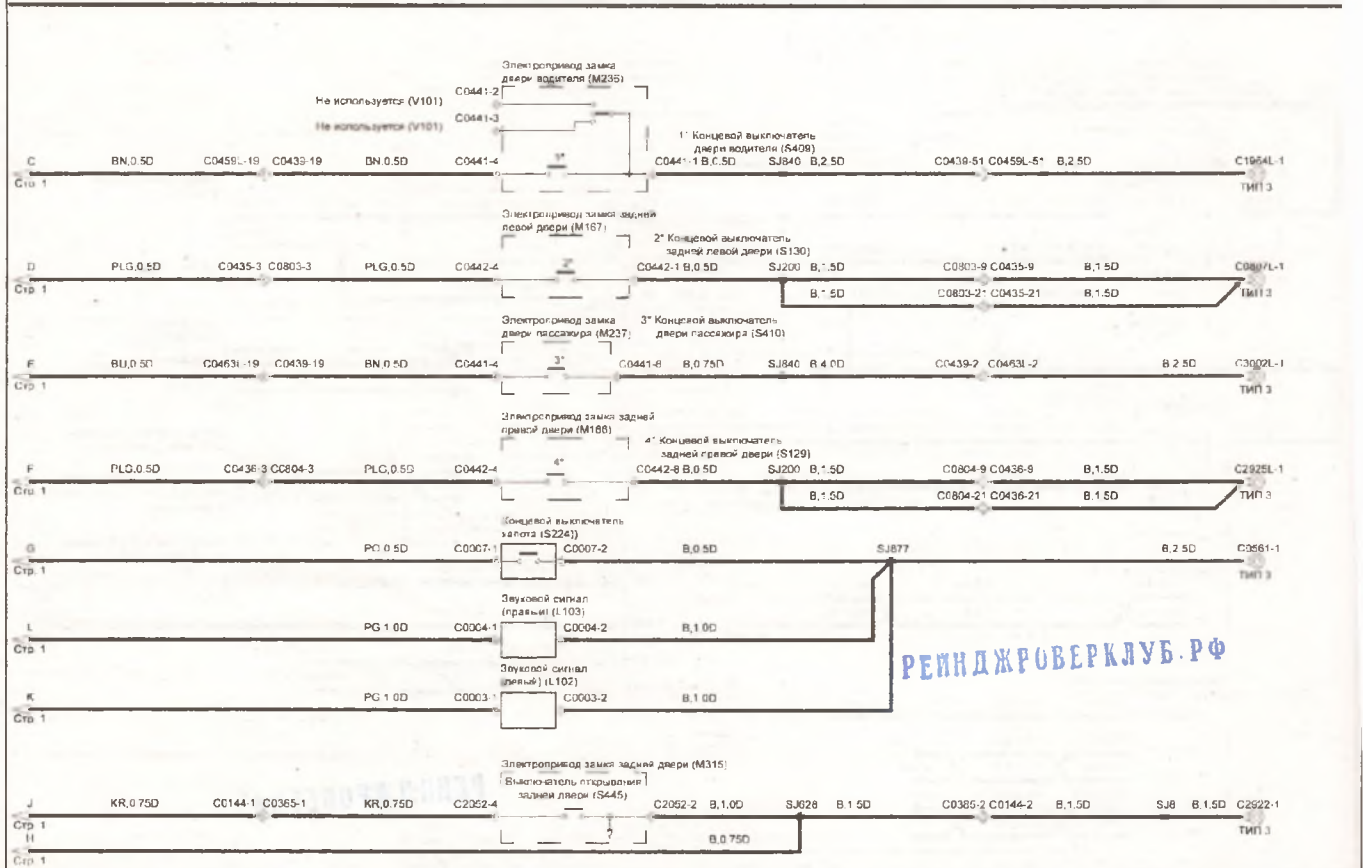 Электропривод замка
двери водителя (M236)
C0441-2
Не используется (V101)
C0441-3
Не используется (V101)
1* Концевой выключатель
двери водителя (S409)
C BN,0.5D C0459L-19 C0439-19 BN,0.5D C0441-4 1* C0441-1 B,0.5D SJ840 B,2.5D C0439-51 C0459L-51 B,2.5D C1964L-1
Стр. 1 ТИП 3
Электропривод замка задней
левой двери (M167)
2* Концевой выключатель
задней левой двери (S130)
D PLG,0.5D C0435-3 C0803-3 PLG,0.5D C0442-4 2* C0442-1 B,0.5D SJ200 B,1.5D C0803-9 C0435-9 B,1.5D C0807L-1
Стр. 1 B,1.5D C0803-21 C0435-21 B,1.5D ТИП 3
Электропривод замка
двери пассажира (M237)
3* Концевой выключатель
двери пассажира (S410)
E BU,0.5D C0463L-19 C0439-19 BN,0.5D C0441-4 3* C0441-8 B,0.75D SJ840 B,4.0D C0439-2 C0463L-2 B,2.5D C3002L-1
Стр. 1 ТИП 3
Электропривод замка задней
правой двери (M166)
4* Концевой выключатель
задней правой двери (S129)
F PLG,0.5D C0436-3 C0804-3 PLG,0.5D C0442-4 4* C0442-8 B,0.5D SJ200 B,1.5D C0804-9 C0436-9 B,1.5D C2925L-1
Стр. 1 B,1.5D C0804-21 C0436-21 B,1.5D ТИП 3
Концевой выключатель
капота (S224))
G PO,0.5D C0007-1 C0007-2 B,0.5D SJ877 B,2.5D C0561-1
Стр. 1 ТИП 3
Звуковой сигнал
(правый) (L103)
L PG,1.0D C0004-1 C0004-2 B,1.0D
Стр. 1
РЕЙНДЖРОВЕРКЛУБ.РФ
Звуковой сигнал
(левый) (L102)
K PG,1.0D C0003-1 C0003-2 B,1.0D
Стр. 1
Электропривод замка задней двери (M315)
Выключатель открывания
задней двери (S445)
J KR,0.75D C0144-1 C0385-1 KR,0.75D C2052-4 C2052-2 B,1.0D SJ628 B,1.5D C0385-2 C0144-2 B,1.5D SJ8 B,1.5D C2922-1
Стр. 1 ? ТИП 3
H B,0.75D
Стр. 1